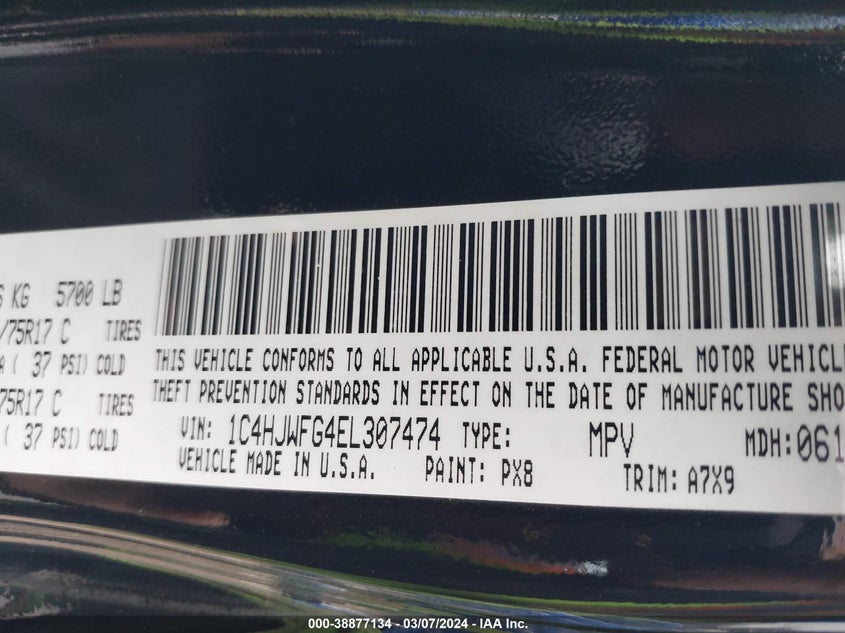 6 KG 5700 LB
/75R17 C TIRES
A ( 37 PSI) COLD
75R17 C TIRES
( 37 PSI) COLD
THIS VEHICLE CONFORMS TO ALL APPLICABLE U.S.A. FEDERAL MOTOR VEHICL
THEFT PREVENTION STANDARDS IN EFFECT ON THE DATE OF MANUFACTURE SHO
VIN: 1C4HJWFG4EL307474 TYPE: MPV MDH:061
VEHICLE MADE IN U.S.A. PAINT: PX8 TRIM: A7X9
000-38877134 - 03/07/2024 - IAA Inc.